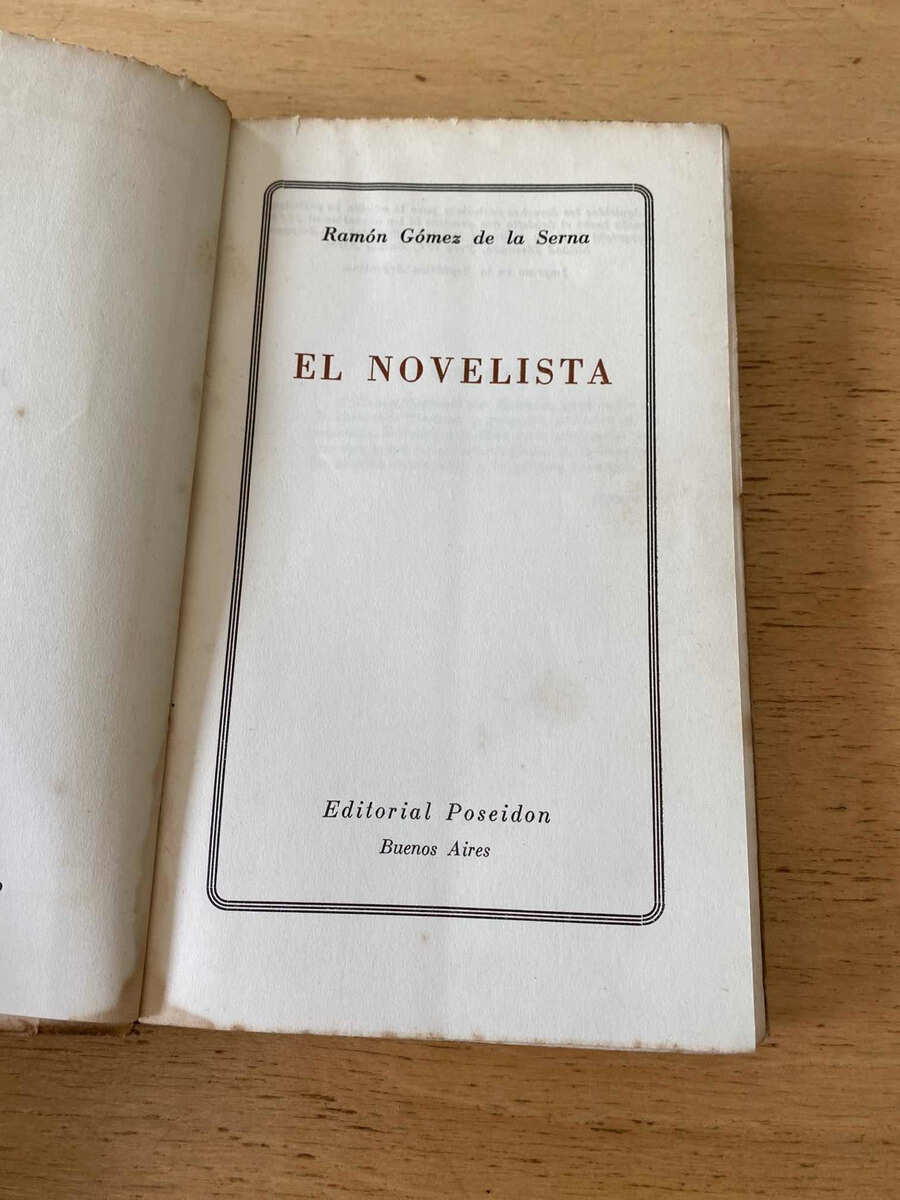 Ramón Gómez de la Serna
EL NOVELISTA
Editorial Poseidon
Buenos Aires